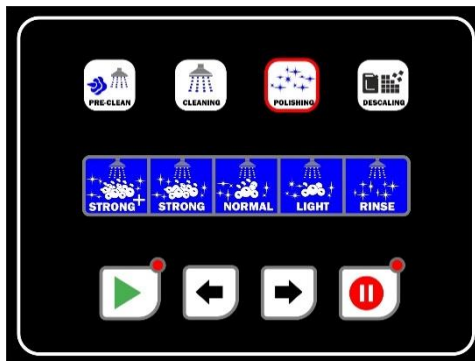 PRE-CLEAN
CLEANING
POLISHING
DESCALING
STRONG+
STRONG
NORMAL
LIGHT
RINSE